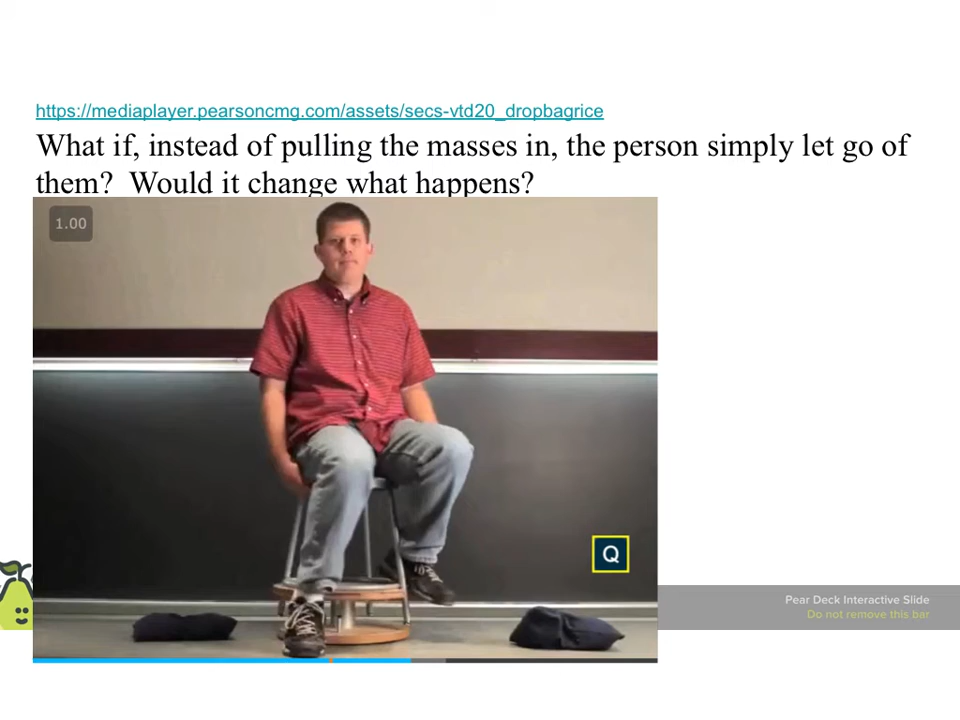 https://mediaplayer.pearsoncmg.com/assets/secs-vtd20_dropbagrice
What if, instead of pulling the masses in, the person simply let go of
them?  Would it change what happens?
1.00
Q
Pear Deck Interactive Slide
Do not remove this bar